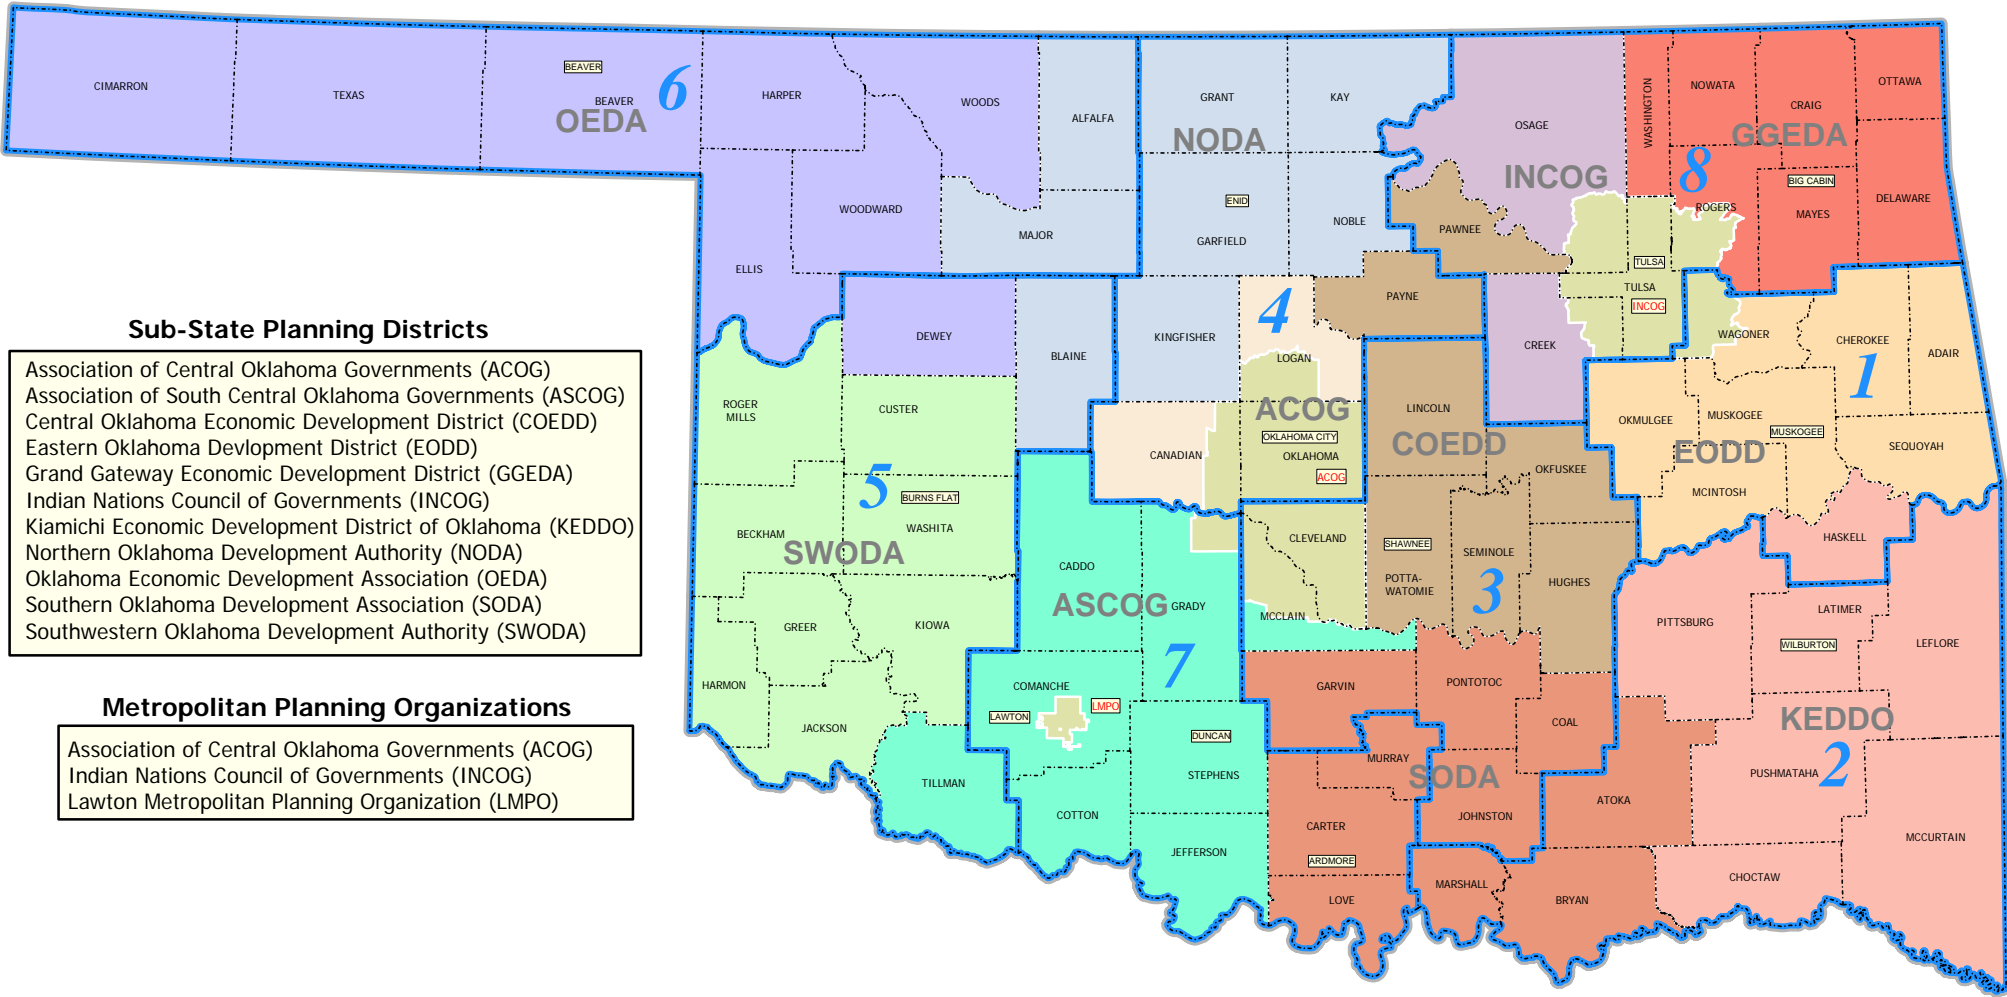 CIMARRON
TEXAS
BEAVER
BEAVER
OEDA
6
HARPER
WOODS
ALFALFA
ELLIS
WOODWARD
MAJOR
GRANT
KAY
NODA
ENID
GARFIELD
NOBLE
OSAGE
INCOG
PAWNEE
WASHINGTON
NOWATA
CRAIG
OTTAWA
GGEDA
8
BIG CABIN
ROGERS
MAYES
DELAWARE
TULSA
TULSA
INCOG
DEWEY
BLAINE
KINGFISHER
4
LOGAN
PAYNE
CREEK
WAGONER
CHEROKEE
ADAIR
1
ROGER
MILLS
CUSTER
5
BURNS FLAT
WASHITA
BECKHAM
SWODA
CANADIAN
ACOG
OKLAHOMA CITY
OKLAHOMA
ACOG
LINCOLN
COEDD
OKFUSKEE
OKMULGEE
MUSKOGEE
MUSKOGEE
EODD
SEQUOYAH
MCINTOSH
CADDO
ASCOG
GRADY
CLEVELAND
SHAWNEE
SEMINOLE
POTTA-
WATOMIE
3
HUGHES
HASKELL
GREER
KIOWA
HARMON
JACKSON
TILLMAN
COMANCHE
LAWTON
LMPO
7
MCCLAIN
GARVIN
PONTOTOC
COAL
PITTSBURG
LATIMER
WILBURTON
LEFLORE
KEDDO
2
PUSHMATAHA
DUNCAN
STEPHENS
COTTON
JEFFERSON
MURRAY
SODA
CARTER
JOHNSTON
ATOKA
ARDMORE
LOVE
MARSHALL
BRYAN
CHOCTAW
MCCURTAIN
Sub-State Planning Districts
Association of Central Oklahoma Governments (ACOG)
Association of South Central Oklahoma Governments (ASCOG)
Central Oklahoma Economic Development District (COEDD)
Eastern Oklahoma Devlopment District (EODD)
Grand Gateway Economic Development District (GGEDA)
Indian Nations Council of Governments (INCOG)
Kiamichi Economic Development District of Oklahoma (KEDDO)
Northern Oklahoma Development Authority (NODA)
Oklahoma Economic Development Association (OEDA)
Southern Oklahoma Development Association (SODA)
Southwestern Oklahoma Development Authority (SWODA)
Metropolitan Planning Organizations
Association of Central Oklahoma Governments (ACOG)
Indian Nations Council of Governments (INCOG)
Lawton Metropolitan Planning Organization (LMPO)